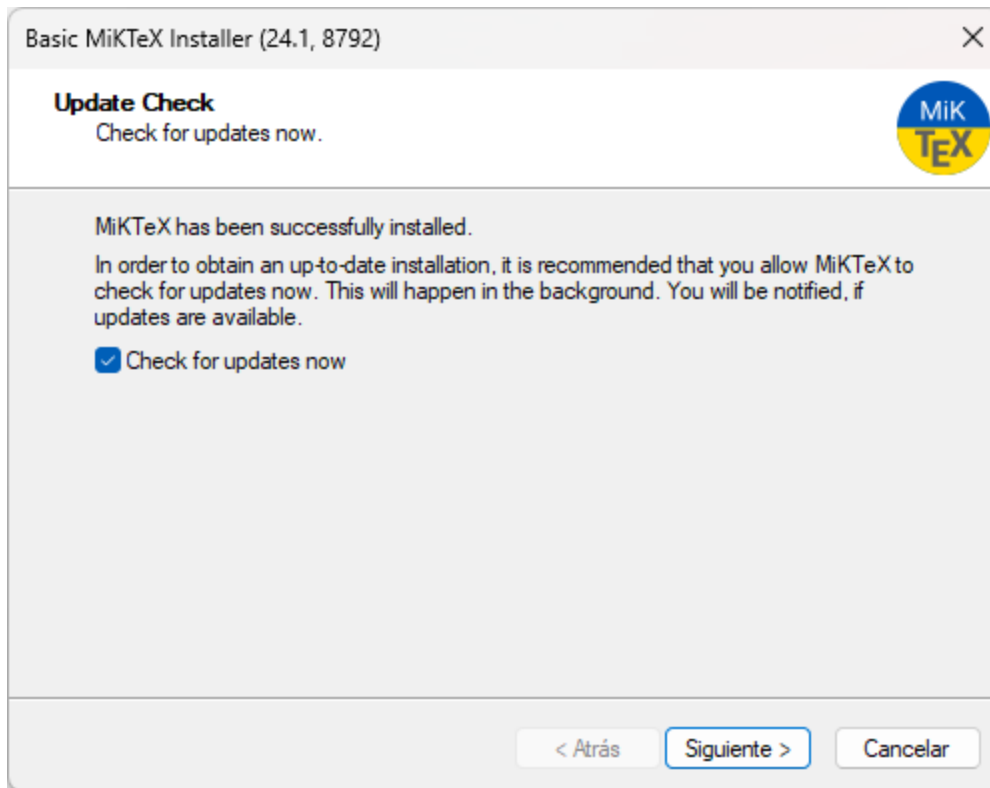 Basic MiKTeX Installer (24.1, 8792)
Update Check
Check for updates now.
MiK
TEX
MiKTeX has been successfully installed.
In order to obtain an up-to-date installation, it is recommended that you allow MiKTeX to
check for updates now. This will happen in the background. You will be notified, if
updates are available.
Check for updates now
< Atrás
Siguiente >
Cancelar